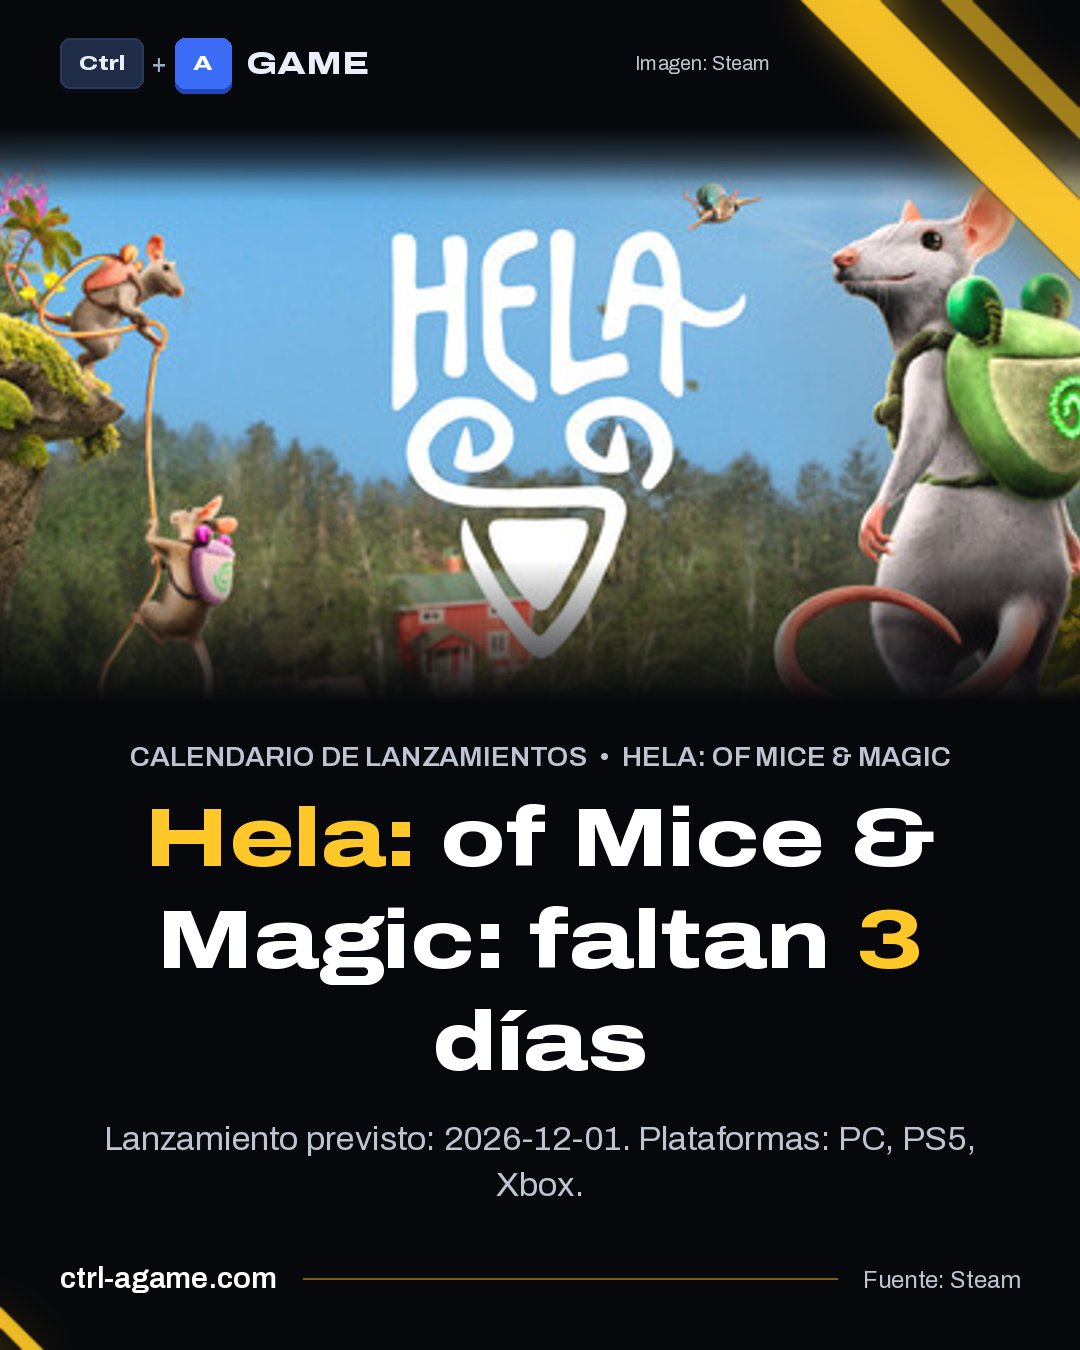 Ctrl + A GAME
Imagen: Steam
HELA
CALENDARIO DE LANZAMIENTOS • HELA: OF MICE & MAGIC
Hela: of Mice &
Magic: faltan 3
días
Lanzamiento previsto: 2026-12-01. Plataformas: PC, PS5,
Xbox.
ctrl-agame.com
Fuente: Steam